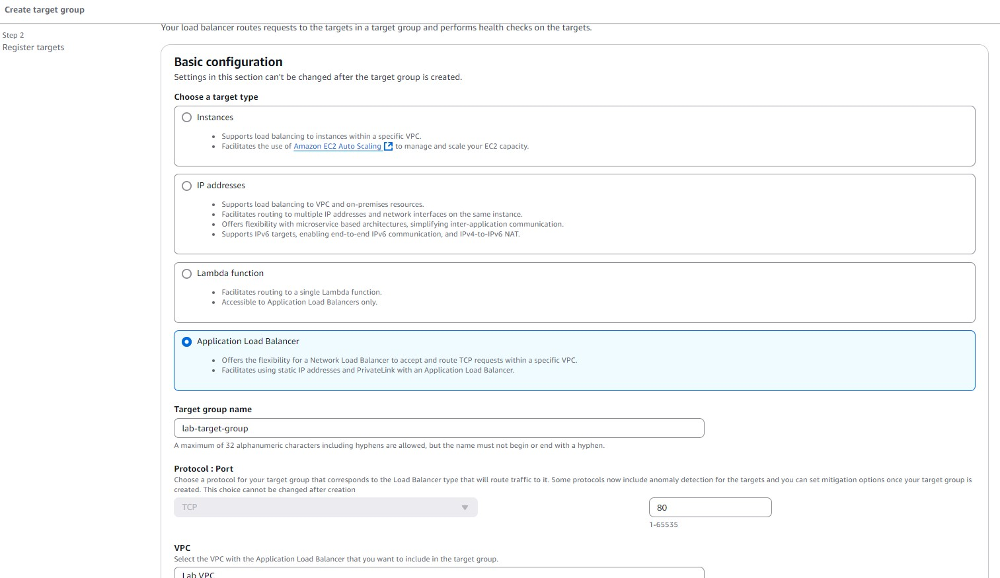 Create target group
Step 2
Register targets
Your load balancer routes requests to the targets in a target group and performs health checks on the targets.
Basic configuration
Settings in this section can't be changed after the target group is created.
Choose a target type
Instances
Supports load balancing to instances within a specific VPC.
Facilitates the use of Amazon EC2 Auto Scaling to manage and scale your EC2 capacity.
IP addresses
Supports load balancing to VPC and on-premises resources.
Facilitates routing to multiple IP addresses and network interfaces on the same instance.
Offers flexibility with microservice based architectures, simplifying inter-application communication.
Supports IPv6 targets, enabling end-to-end IPv6 communication, and IPv4-to-IPv6 NAT.
Lambda function
Facilitates routing to a single Lambda function.
Accessible to Application Load Balancers only.
Application Load Balancer
Offers the flexibility for a Network Load Balancer to accept and route TCP requests within a specific VPC.
Facilitates using static IP addresses and PrivateLink with an Application Load Balancer.
Target group name
lab-target-group
A maximum of 32 alphanumeric characters including hyphens are allowed, but the name must not begin or end with a hyphen.
Protocol : Port
Choose a protocol for your target group that corresponds to the Load Balancer type that will route traffic to it. Some protocols now include anomaly detection for the targets and you can set mitigation options once your target group is
created. This choice cannot be changed after creation
TCP
80
1-65535
VPC
Select the VPC with the Application Load Balancer that you want to include in the target group.
Lab VPC